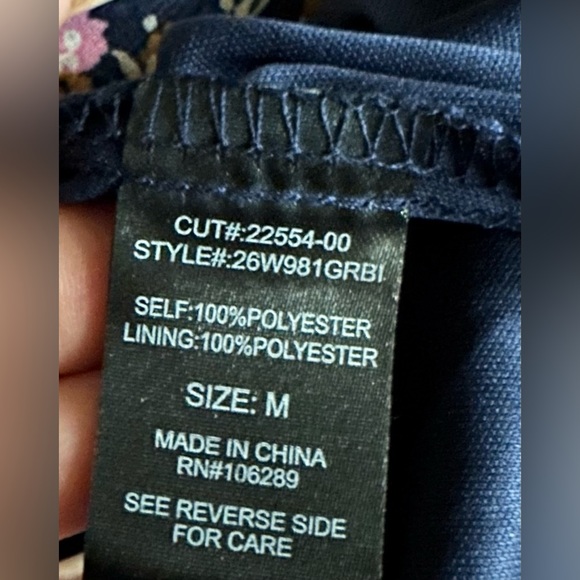 CUT#:22554-00
STYLE#:26W981GRBI
SELF:100%POLYESTER
LINING:100%POLYESTER
SIZE: M
MADE IN CHINA
RN#106289
SEE REVERSE SIDE
FOR CARE